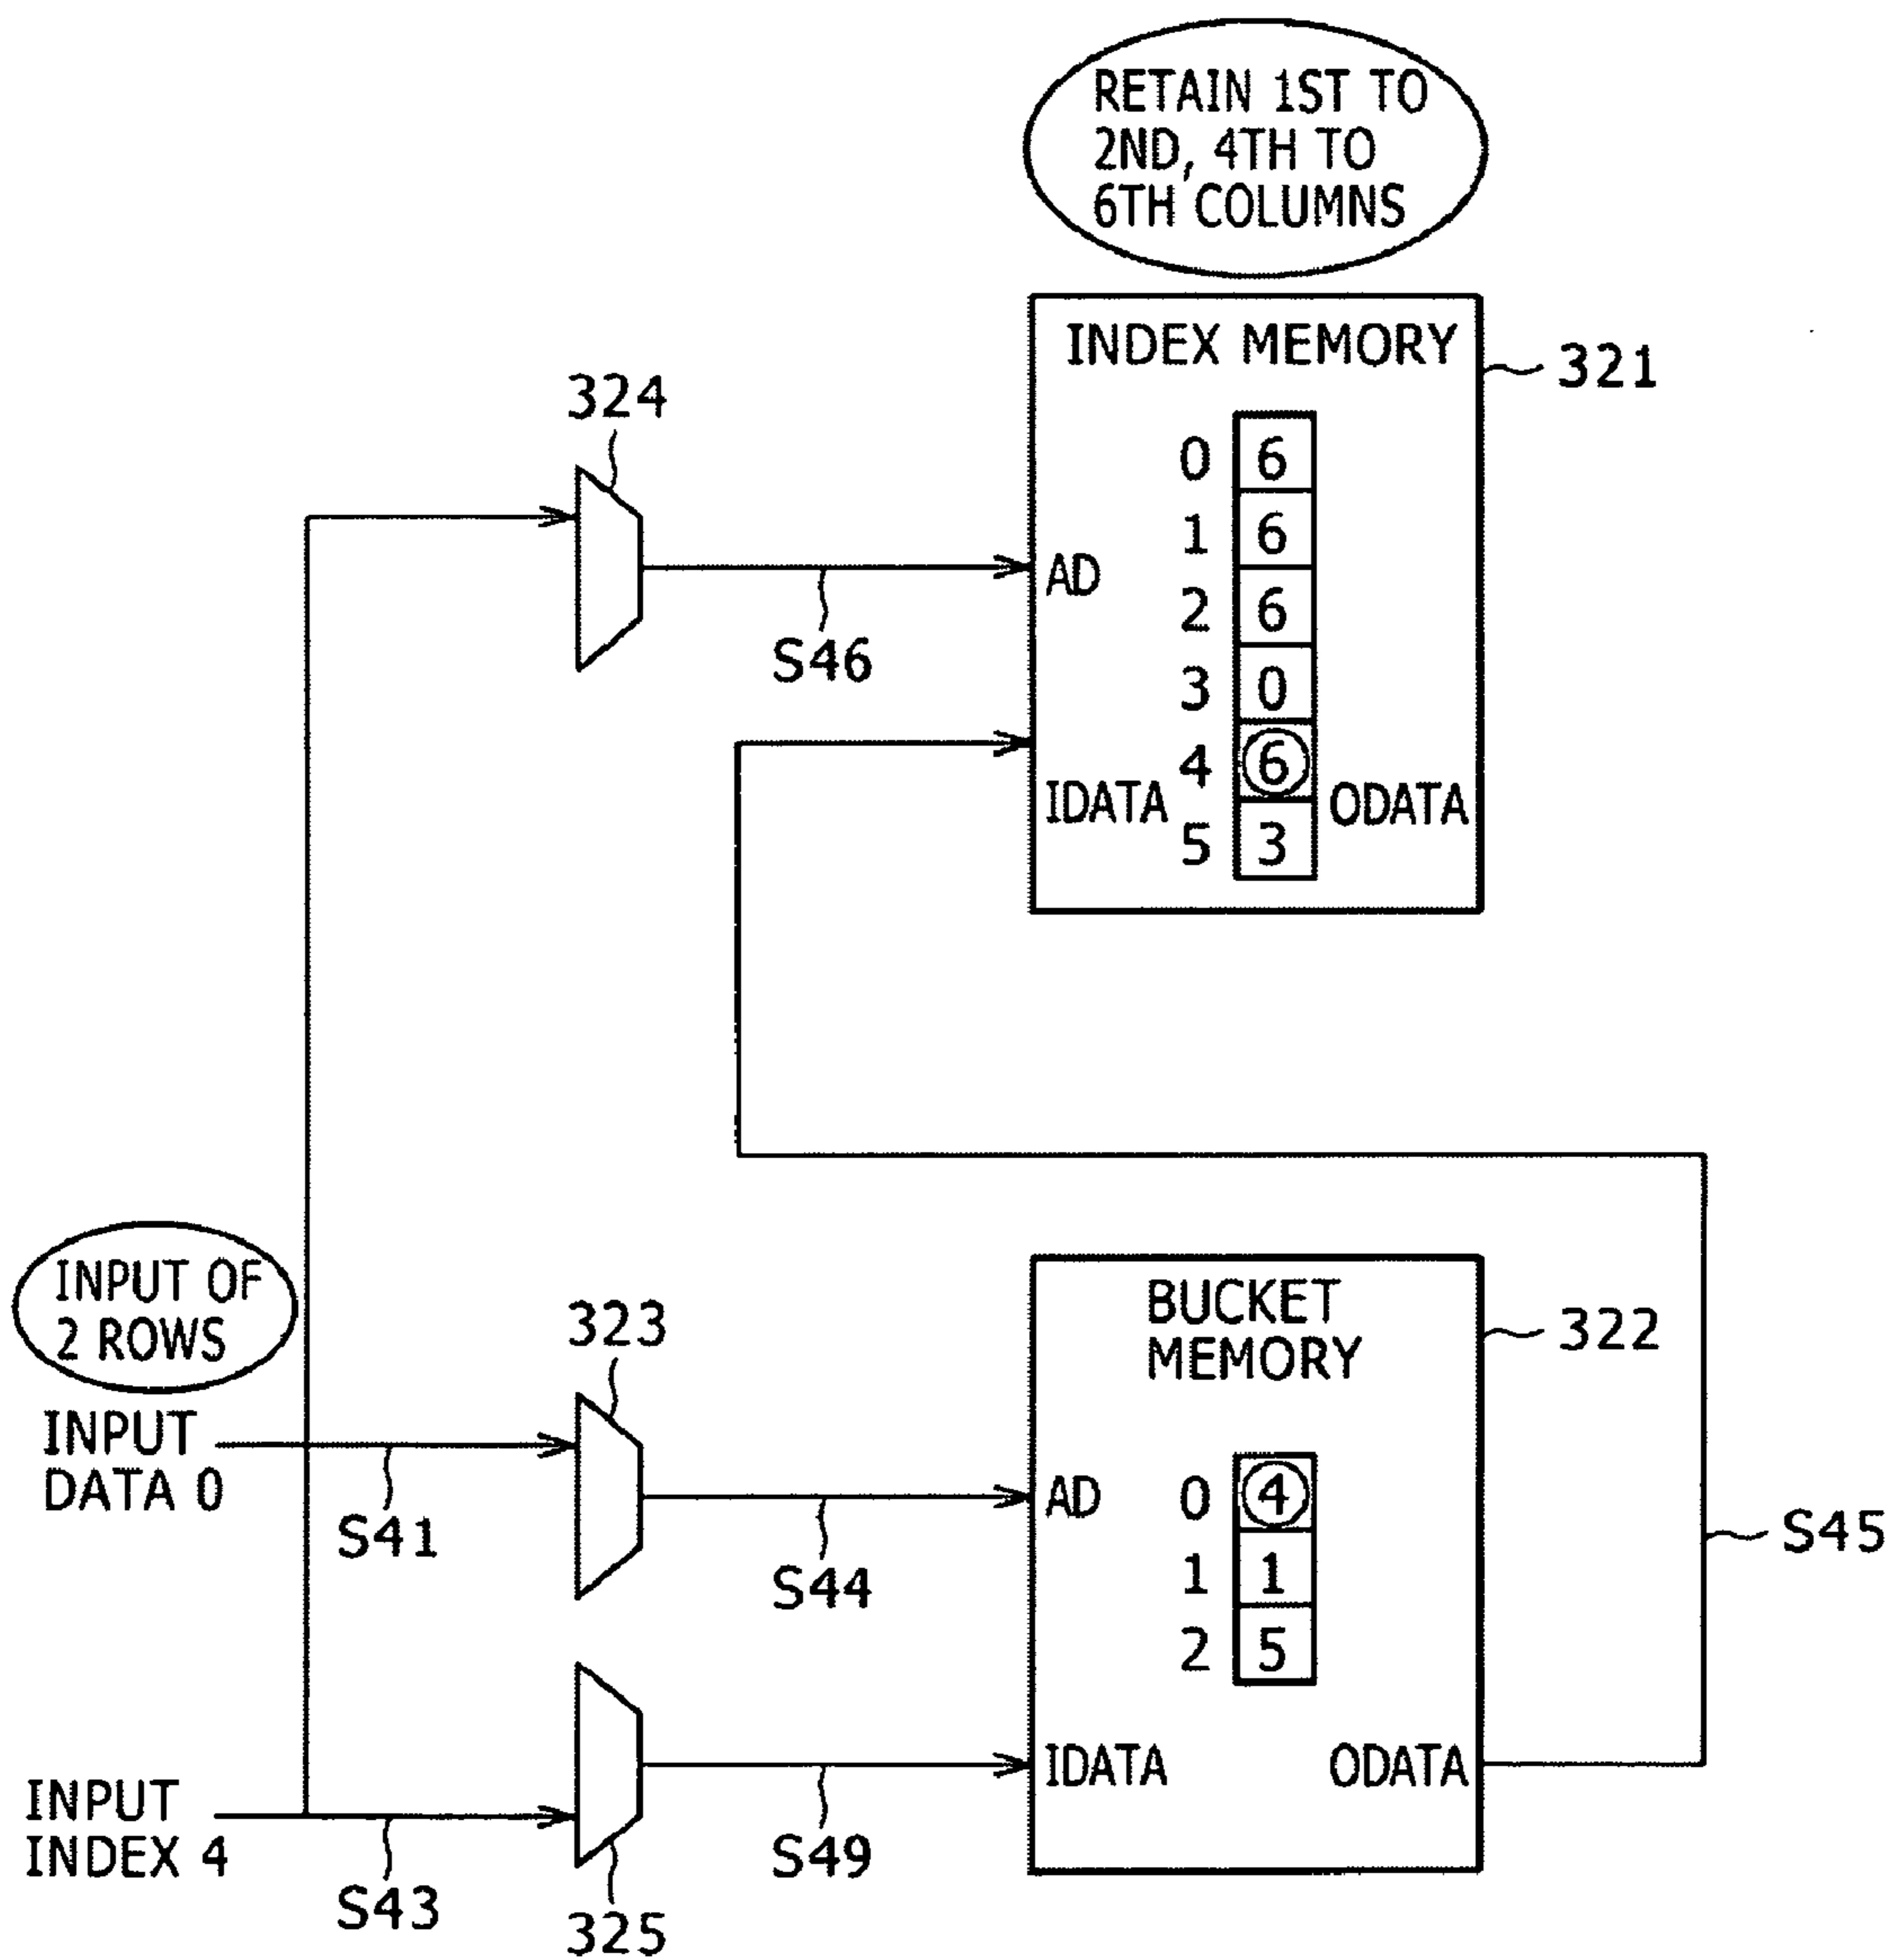 RETAIN 1ST TO
2ND, 4TH TO
6TH COLUMNS
INDEX MEMORY
321
324
0 6
1 6
AD
2 6
S46
3 0
4 6
IDATA
ODATA
5 3
INPUT OF
2 ROWS
323
BUCKET
MEMORY
322
INPUT
DATA 0
S41
AD
0 4
S44
1 1
S45
2 5
IDATA
ODATA
INPUT
INDEX 4
S43
S49
325